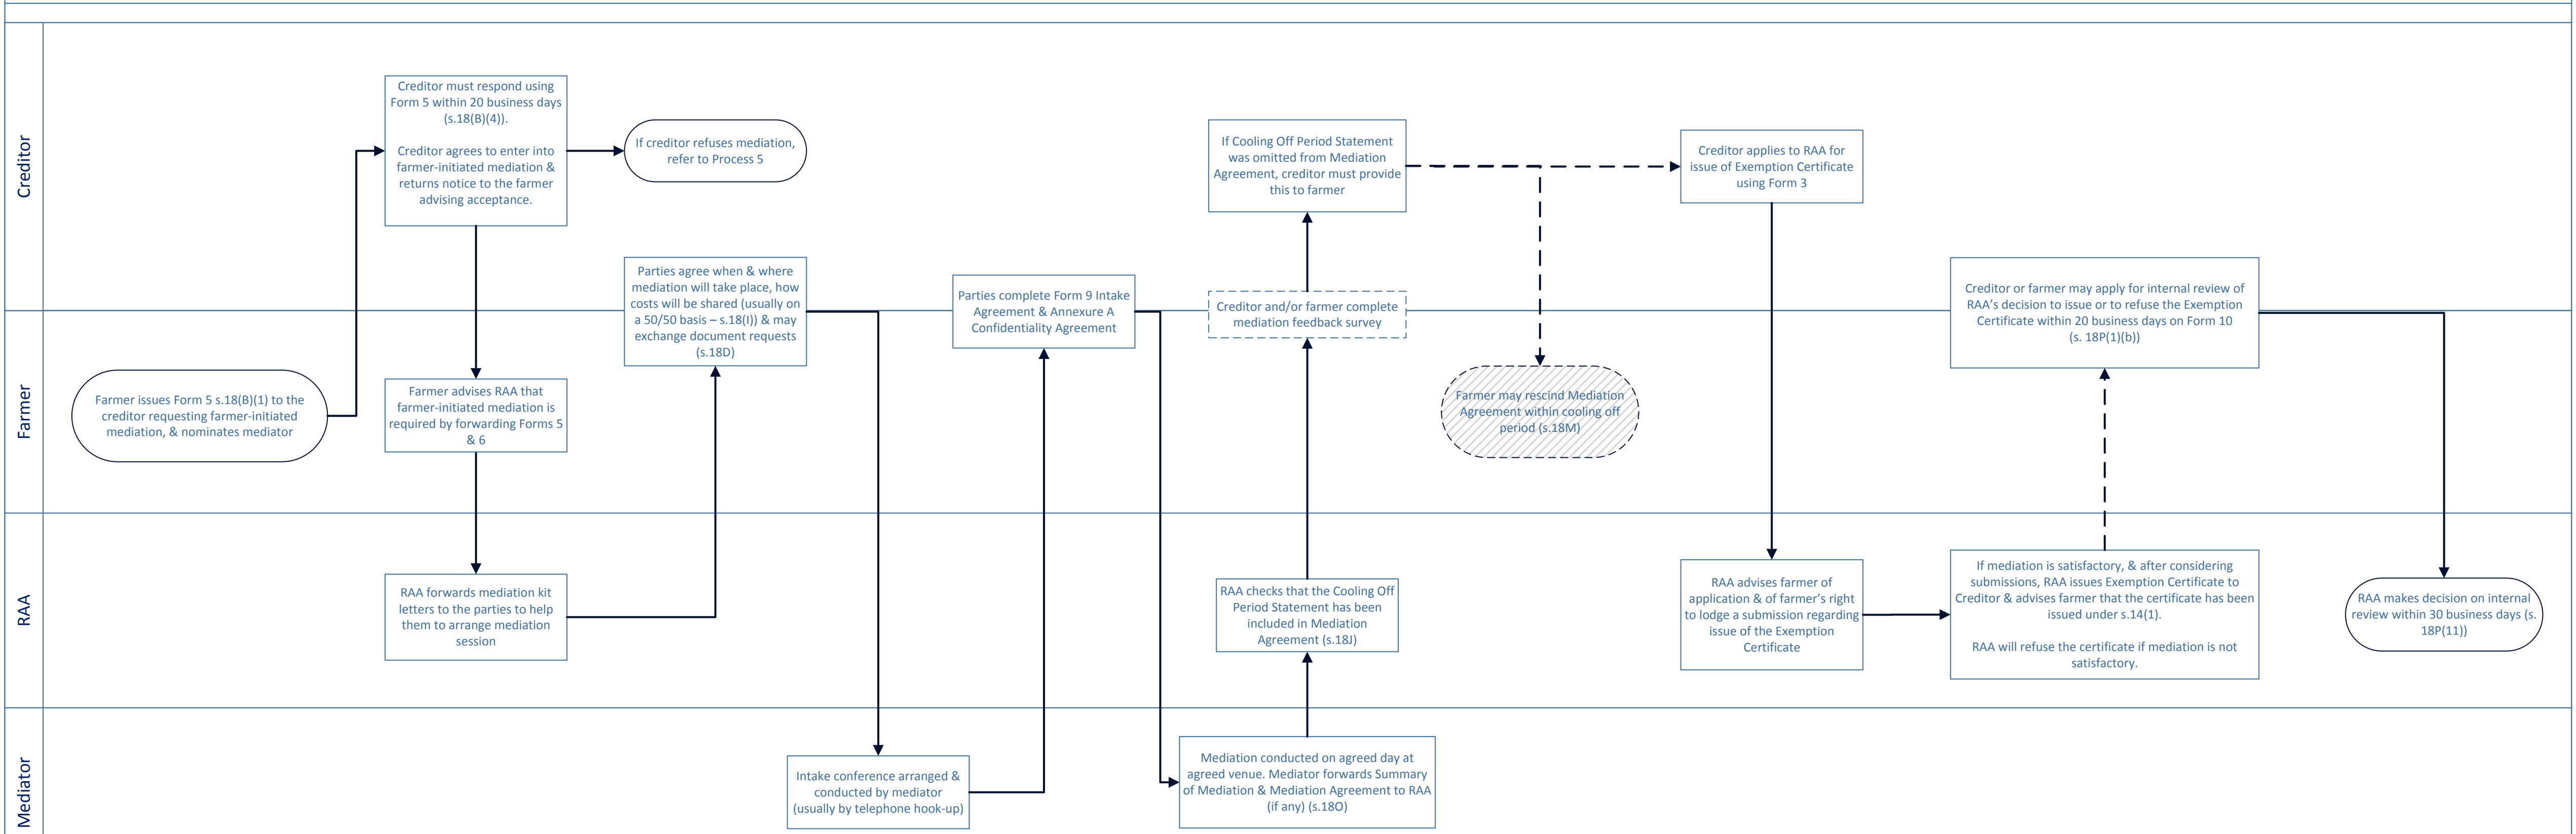 Creditor
Creditor must respond using
Form 5 within 20 business days
(s.18(B)(4)).
Creditor agrees to enter into
farmer-initiated mediation &
returns notice to the farmer
advising acceptance.
If creditor refuses mediation,
refer to Process 5
If Cooling Off Period Statement
was omitted from Mediation
Agreement, creditor must provide
this to farmer
Creditor applies to RAA for
issue of Exemption Certificate
using Form 3
Parties agree when & where
mediation will take place, how
costs will be shared (usually on
a 50/50 basis – s.18(I)) & may
exchange document requests
(s.18D)
Parties complete Form 9 Intake
Agreement & Annexure A
Confidentiality Agreement
Creditor and/or farmer complete
mediation feedback survey
Creditor or farmer may apply for internal review of
RAA's decision to issue or to refuse the Exemption
Certificate within 20 business days on Form 10
(s. 18P(1)(b))
Farmer
Farmer issues Form 5 s.18(B)(1) to the
creditor requesting farmer-initiated
mediation, & nominates mediator
Farmer advises RAA that
farmer-initiated mediation is
required by forwarding Forms 5
& 6
Farmer may rescind Mediation
Agreement within cooling off
period (s.18M)
RAA
RAA forwards mediation kit
letters to the parties to help
them to arrange mediation
session
RAA checks that the Cooling Off
Period Statement has been
included in Mediation
Agreement (s.18J)
RAA advises farmer of
application & of farmer's right
to lodge a submission regarding
issue of the Exemption
Certificate
If mediation is satisfactory, & after considering
submissions, RAA issues Exemption Certificate to
Creditor & advises farmer that the certificate has been
issued under s.14(1).
RAA will refuse the certificate if mediation is not
satisfactory.
RAA makes decision on internal
review within 30 business days (s.
18P(11))
Mediator
Intake conference arranged &
conducted by mediator
(usually by telephone hook-up)
Mediation conducted on agreed day at
agreed venue. Mediator forwards Summary
of Mediation & Mediation Agreement to RAA
(if any) (s.18O)